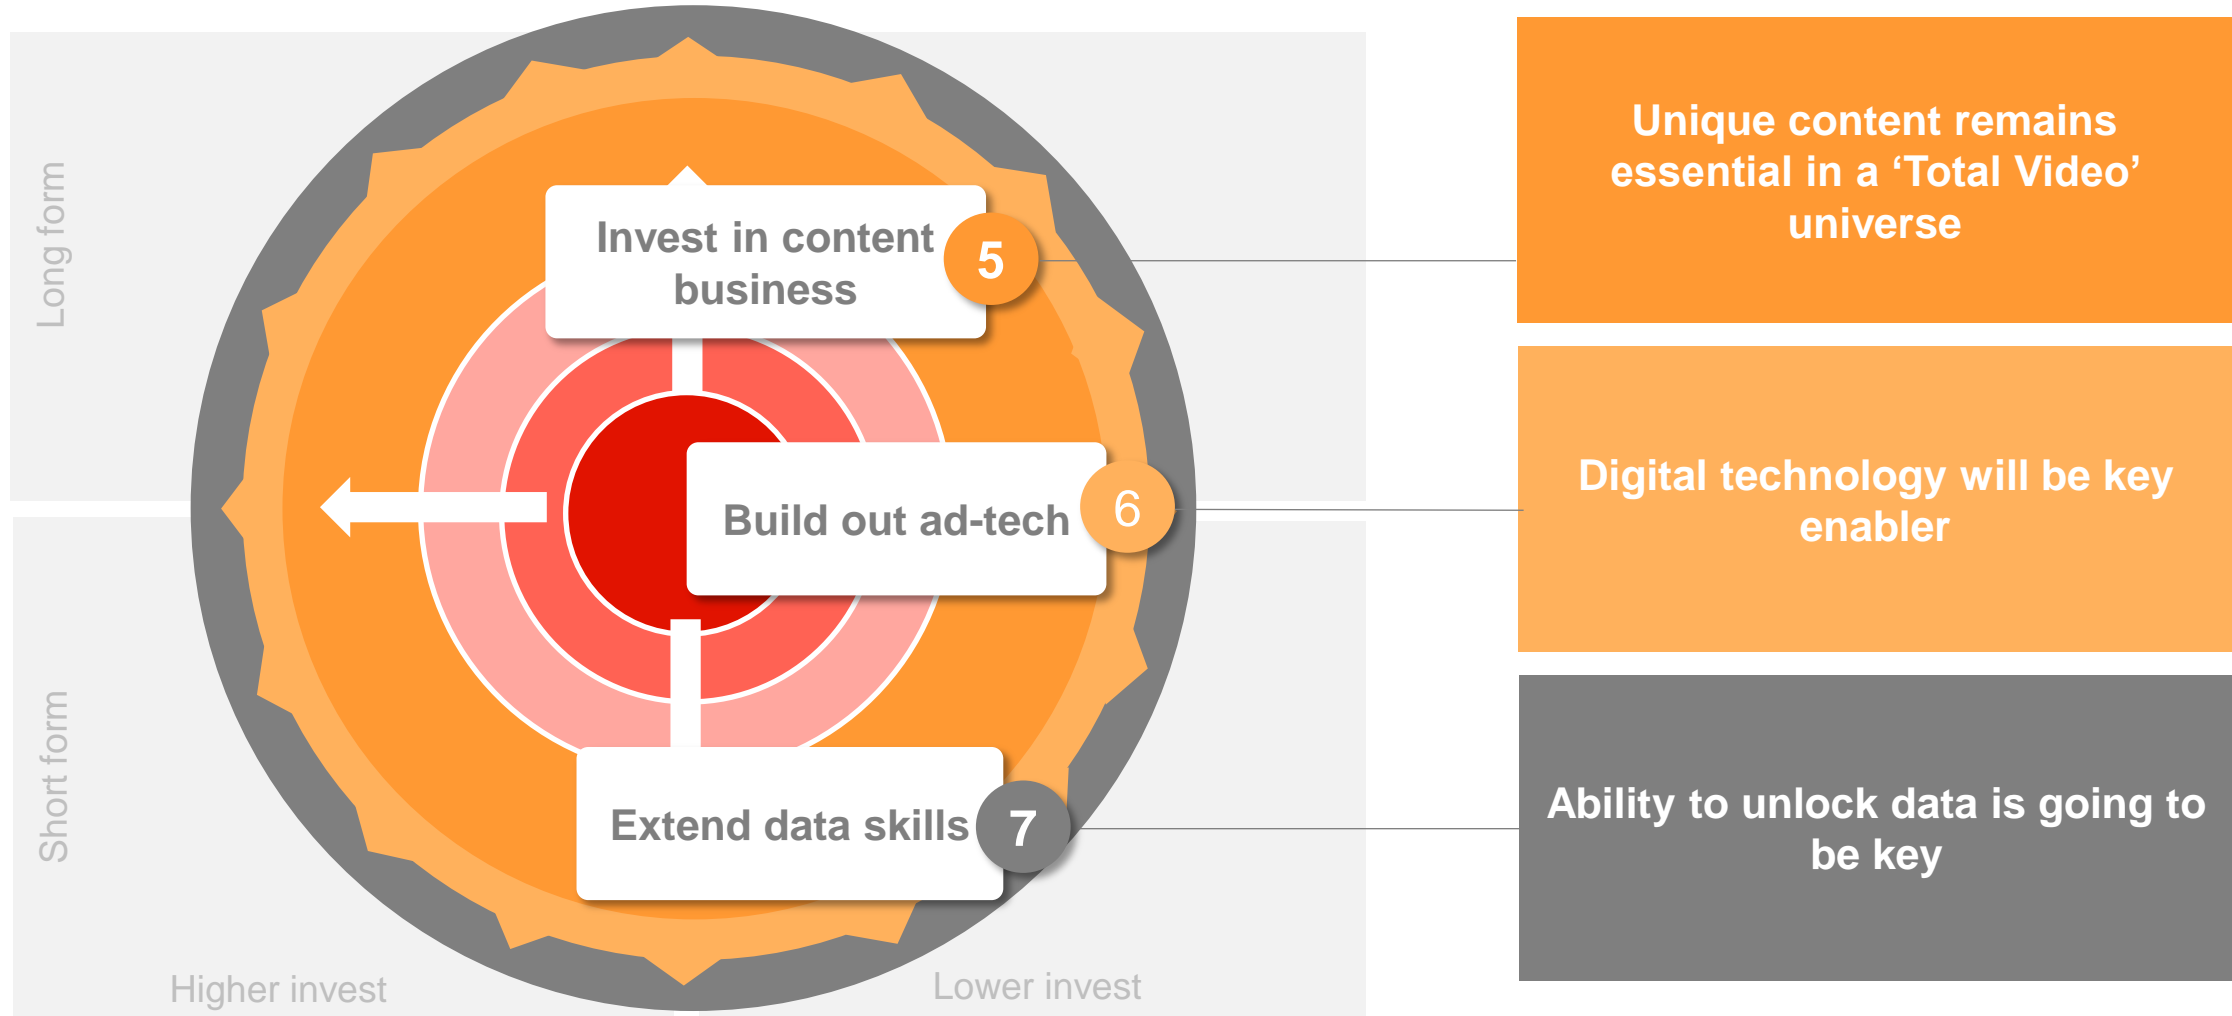 Long form
Short form
Higher invest
Lower invest
Invest in content
business
5
Build out ad-tech
6
Extend data skills
7
Unique content remains
essential in a ‘Total Video’
universe
Digital technology will be key
enabler
Ability to unlock data is going to
be key